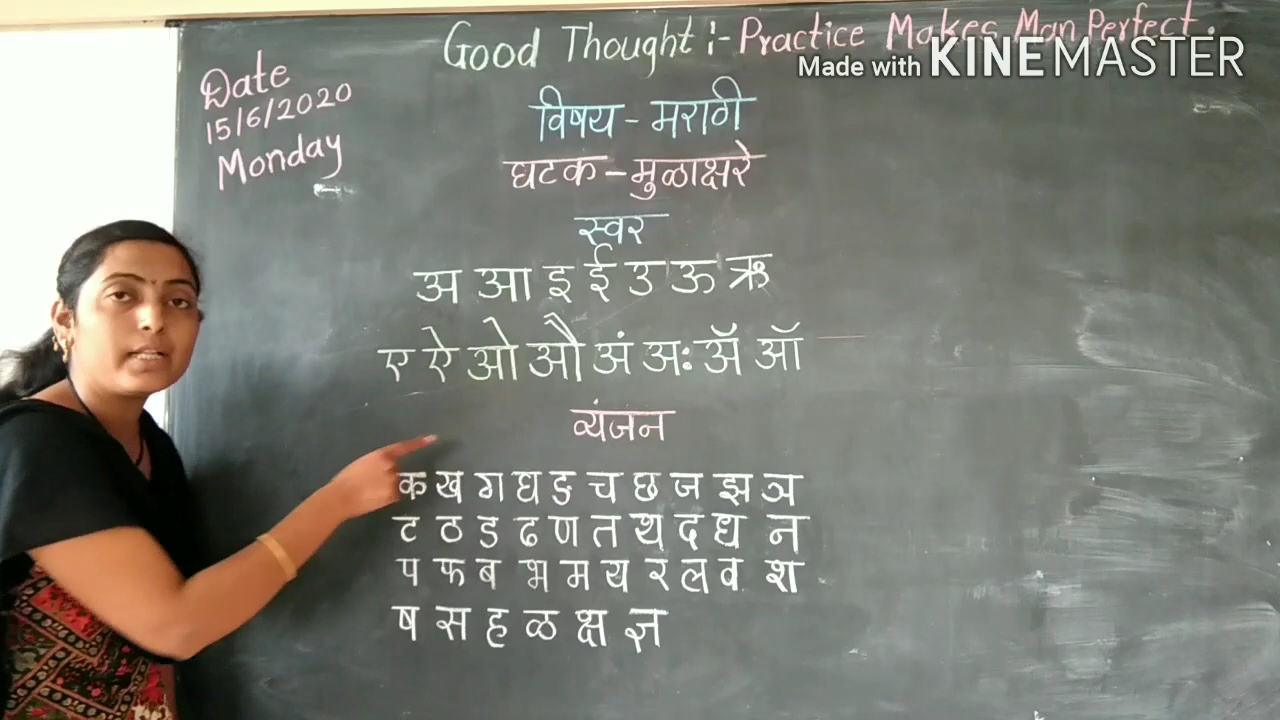 Good Thought :- Practice Makes Man Perfect.
Made with KINEMASTER
Date
15/6/2020
Monday
विषय - मराठी
घटक - मुळाक्षरे
स्वर
अ आ इ ई उ ऊ ऋ
ए ऐ ओ औ अं अः ॲ ऑ
व्यंजन
क ख ग घ ङ च छ ज झ ञ
ट ठ ड ढ ण त थ द ध न
प फ ब भ म य र ल व श
ष स ह ळ क्ष ज्ञ